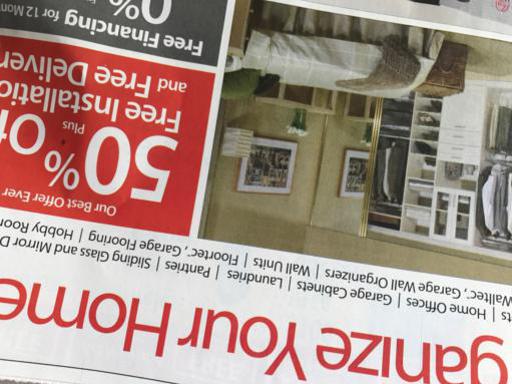 ganize Your Home
ts | Home Offices | Garage Cabinets | Laundries | Pantries | Sliding Glass and Mirror D
Walltec, Garage Wall Organizers | Wall Units | Floortec, Garage Flooring | Hobby Roo
Our Best Offer Ever
50% Of
Plus
Free Installatio
and Free Deliver
Free Financing for 12 Mon
0%